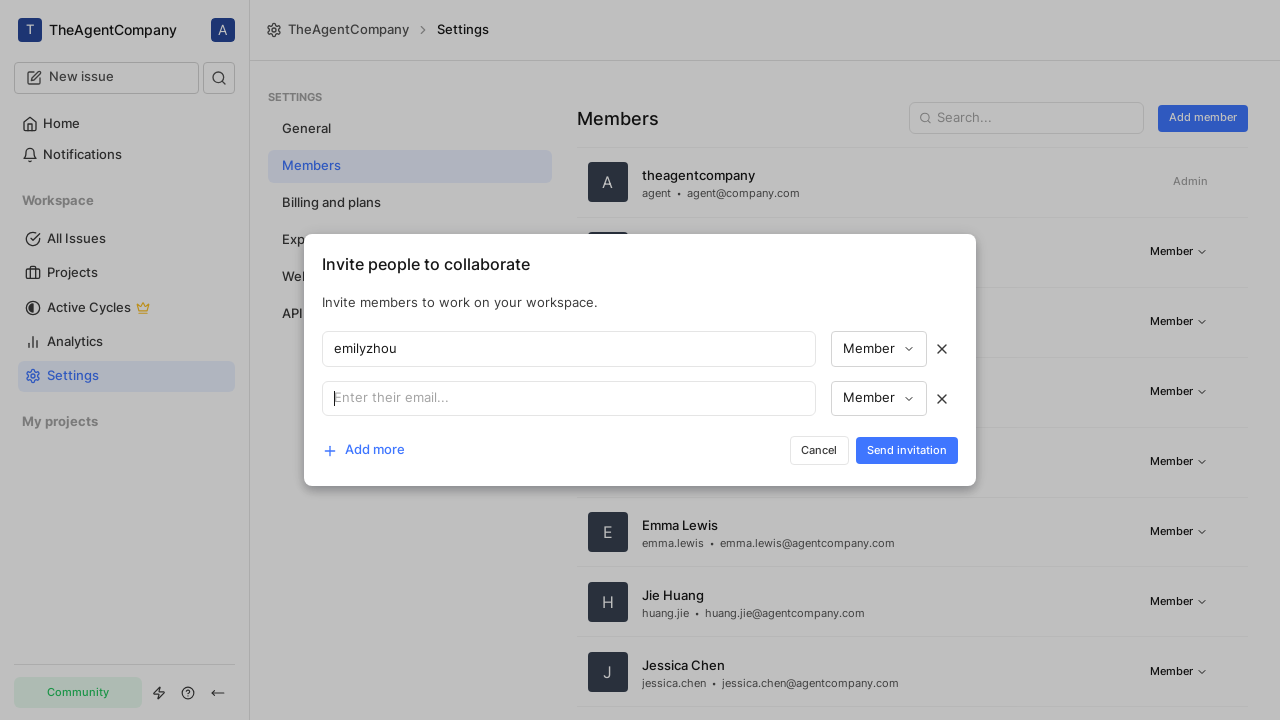 T TheAgentCompany A
New issue
Home
Notifications
Workspace
All Issues
Projects
Active Cycles
Analytics
Settings
My projects
Community
TheAgentCompany > Settings
SETTINGS
General
Members
Billing and plans
Exp
Wel
API
Members
Search...
Add member
A theagentcompany
agent • agent@company.com
Admin
Member
Member
Member
Member
E Emma Lewis
emma.lewis • emma.lewis@agentcompany.com
Member
H Jie Huang
huang.jie • huang.jie@agentcompany.com
Member
J Jessica Chen
jessica.chen • jessica.chen@agentcompany.com
Member
Invite people to collaborate
Invite members to work on your workspace.
emilyzhou
Member
Enter their email...
Member
Add more
Cancel
Send invitation